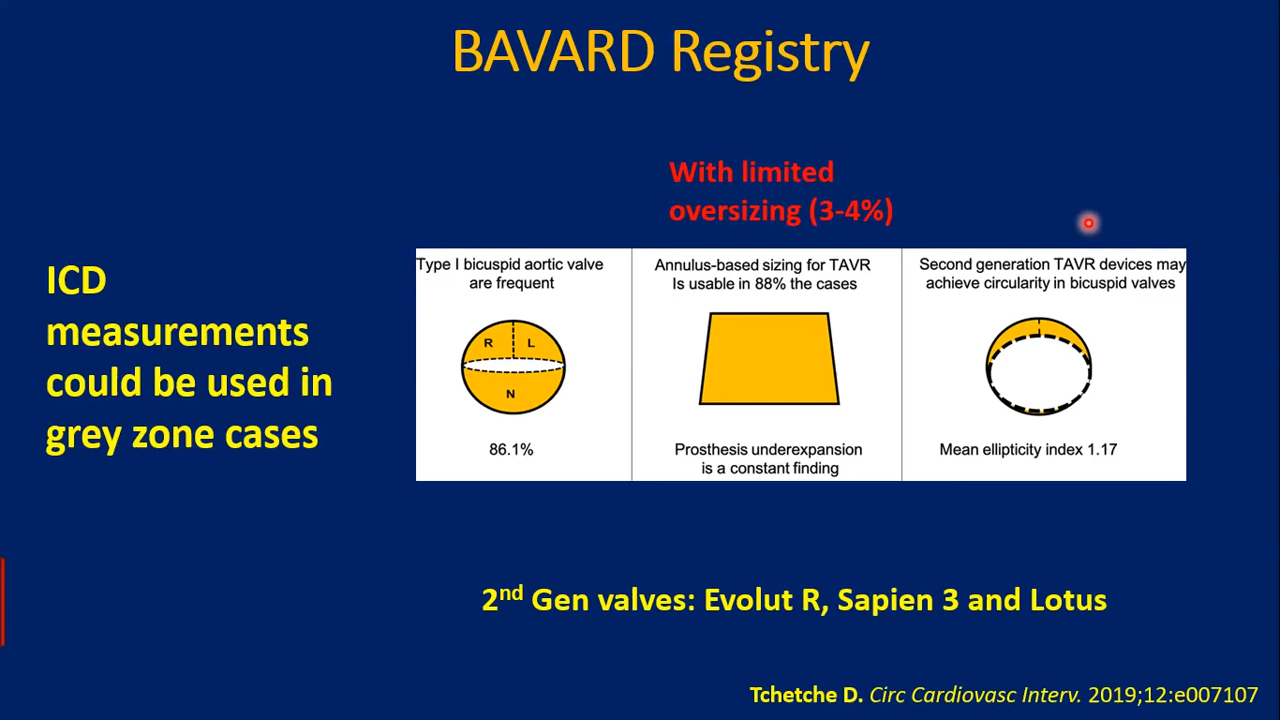 BAVARD Registry
With limited
oversizing (3-4%)
ICD
measurements
could be used in
grey zone cases
Type I bicuspid aortic valve
are frequent
R L
N
86.1%
Annulus-based sizing for TAVR
Is usable in 88% the cases
Prosthesis underexpansion
is a constant finding
Second generation TAVR devices may
achieve circularity in bicuspid valves
Mean ellipticity index 1.17
2nd Gen valves: Evolut R, Sapien 3 and Lotus
Tchetche D. Circ Cardiovasc Interv. 2019;12:e007107